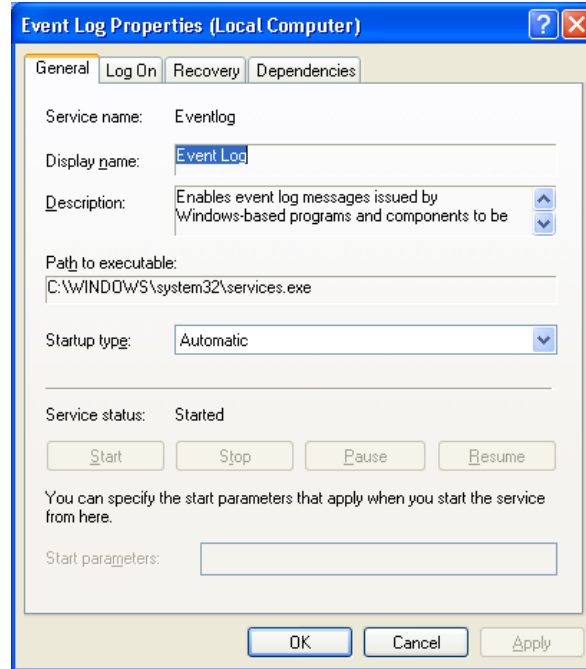 Event Log Properties (Local Computer)
General Log On Recovery Dependencies
Service name: Eventlog
Display name: Event Log
Description: Enables event log messages issued by
Windows-based programs and components to be
Path to executable:
C:\WINDOWS\system32\services.exe
Startup type: Automatic
Service status: Started
Start Stop Pause Resume
You can specify the start parameters that apply when you start the service
from here.
Start parameters:
OK Cancel Apply